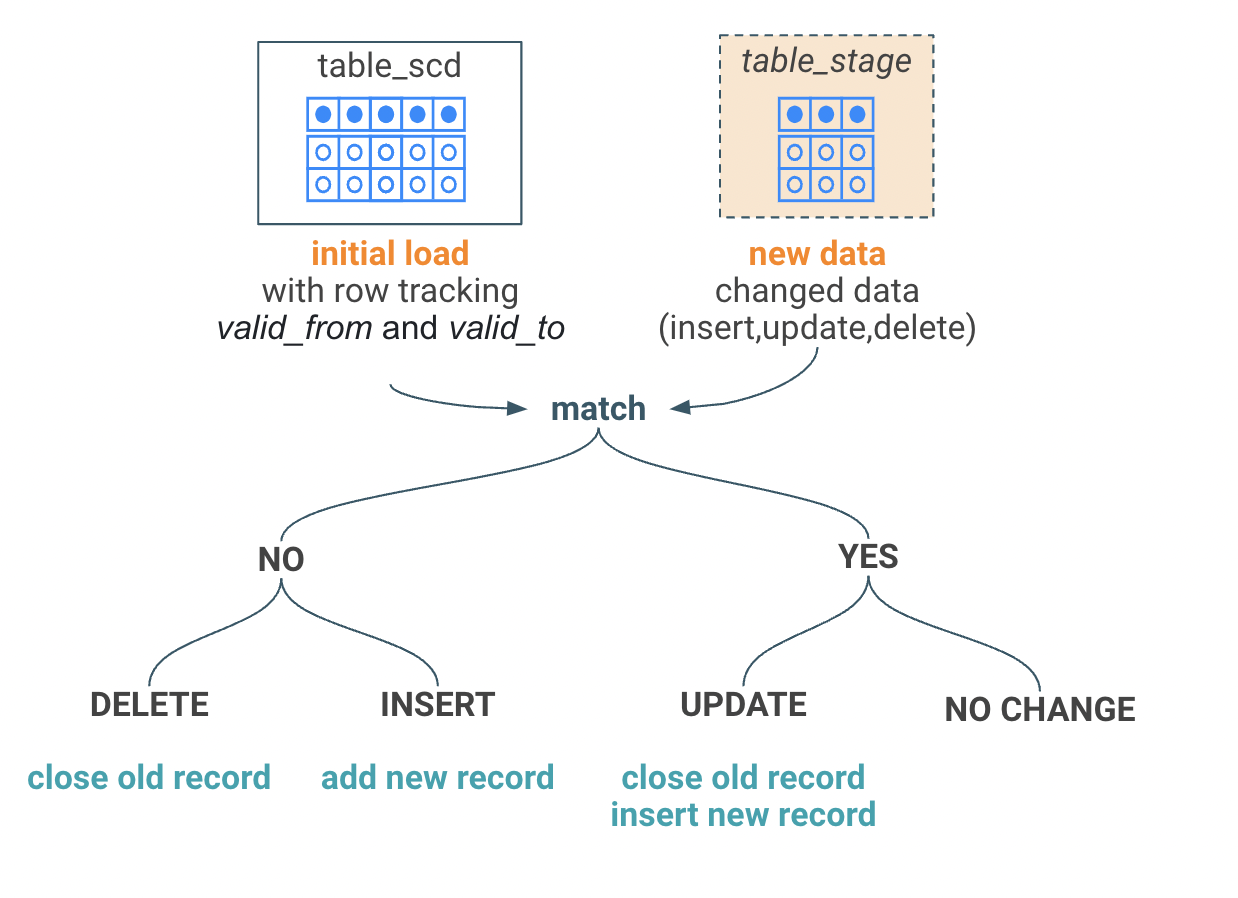 table_scd
table_stage
initial load
with row tracking
valid_from and valid_to
new data
changed data
(insert,update,delete)
match
NO
YES
DELETE
INSERT
UPDATE
NO CHANGE
close old record
add new record
close old record
insert new record